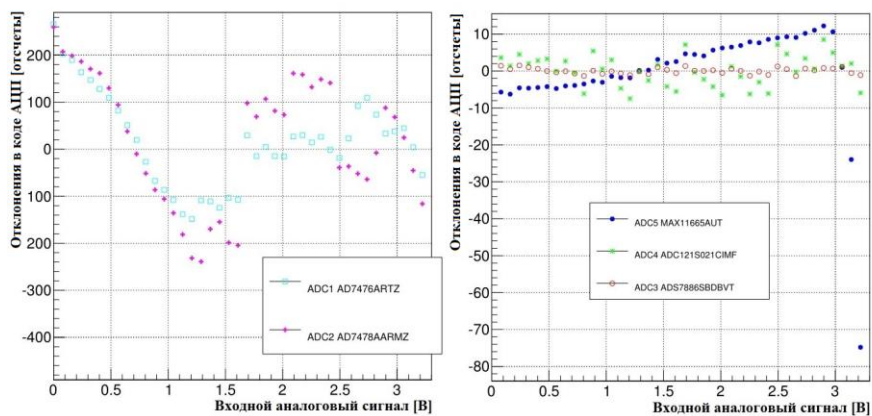 Отклонения в коде АЦП [отсчеты]
200
100
0
100
200
-300
-400
ADC1 AD7476ARTZ
ADC2 AD7478AARMZ
0 0.5 1 1.5 2 2.5 3
Входной аналоговый сигнал [В]
Отклонения в коде АЦП [отсчеты]
10
0
-10
-20
-30
-40
-50
-60
-70
-80
ADC5 MAX11665AUT
ADC4 ADC121S021CIMF
ADC3 ADS7886SBDBVT
0 0.5 1 1.5 2 2.5 3
Входной аналоговый сигнал [В]